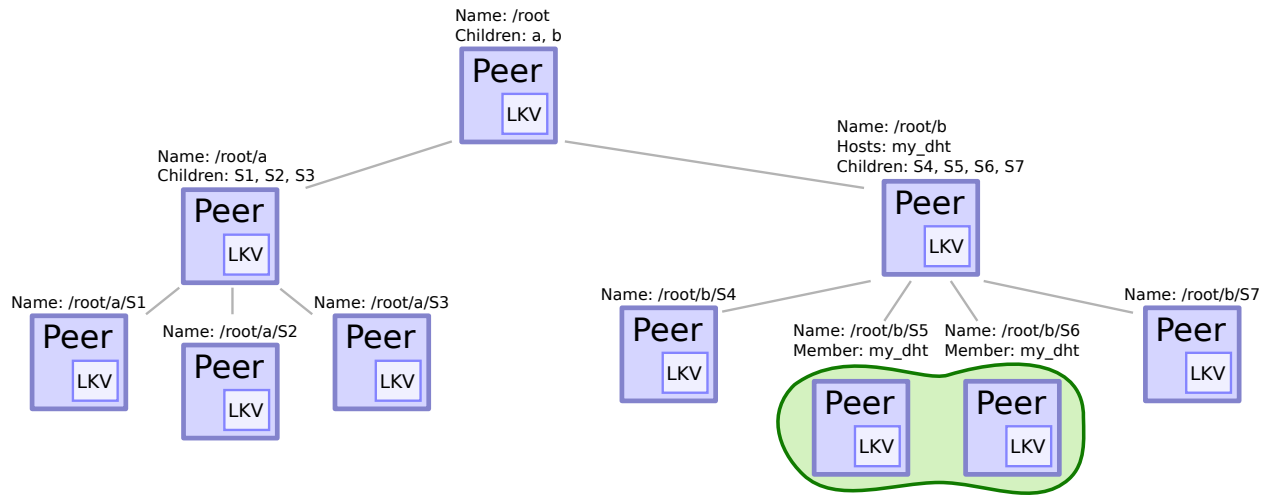 Name: /root
Children: a, b
Peer
LKV
Name: /root/a
Children: S1, S2, S3
Peer
LKV
Name: /root/b
Hosts: my_dht
Children: S4, S5, S6, S7
Peer
LKV
Name: /root/a/S1
Peer
LKV
Name: /root/a/S2
Peer
LKV
Name: /root/a/S3
Peer
LKV
Name: /root/b/S4
Peer
LKV
Name: /root/b/S5
Member: my_dht
Peer
LKV
Name: /root/b/S6
Member: my_dht
Peer
LKV
Name: /root/b/S7
Peer
LKV